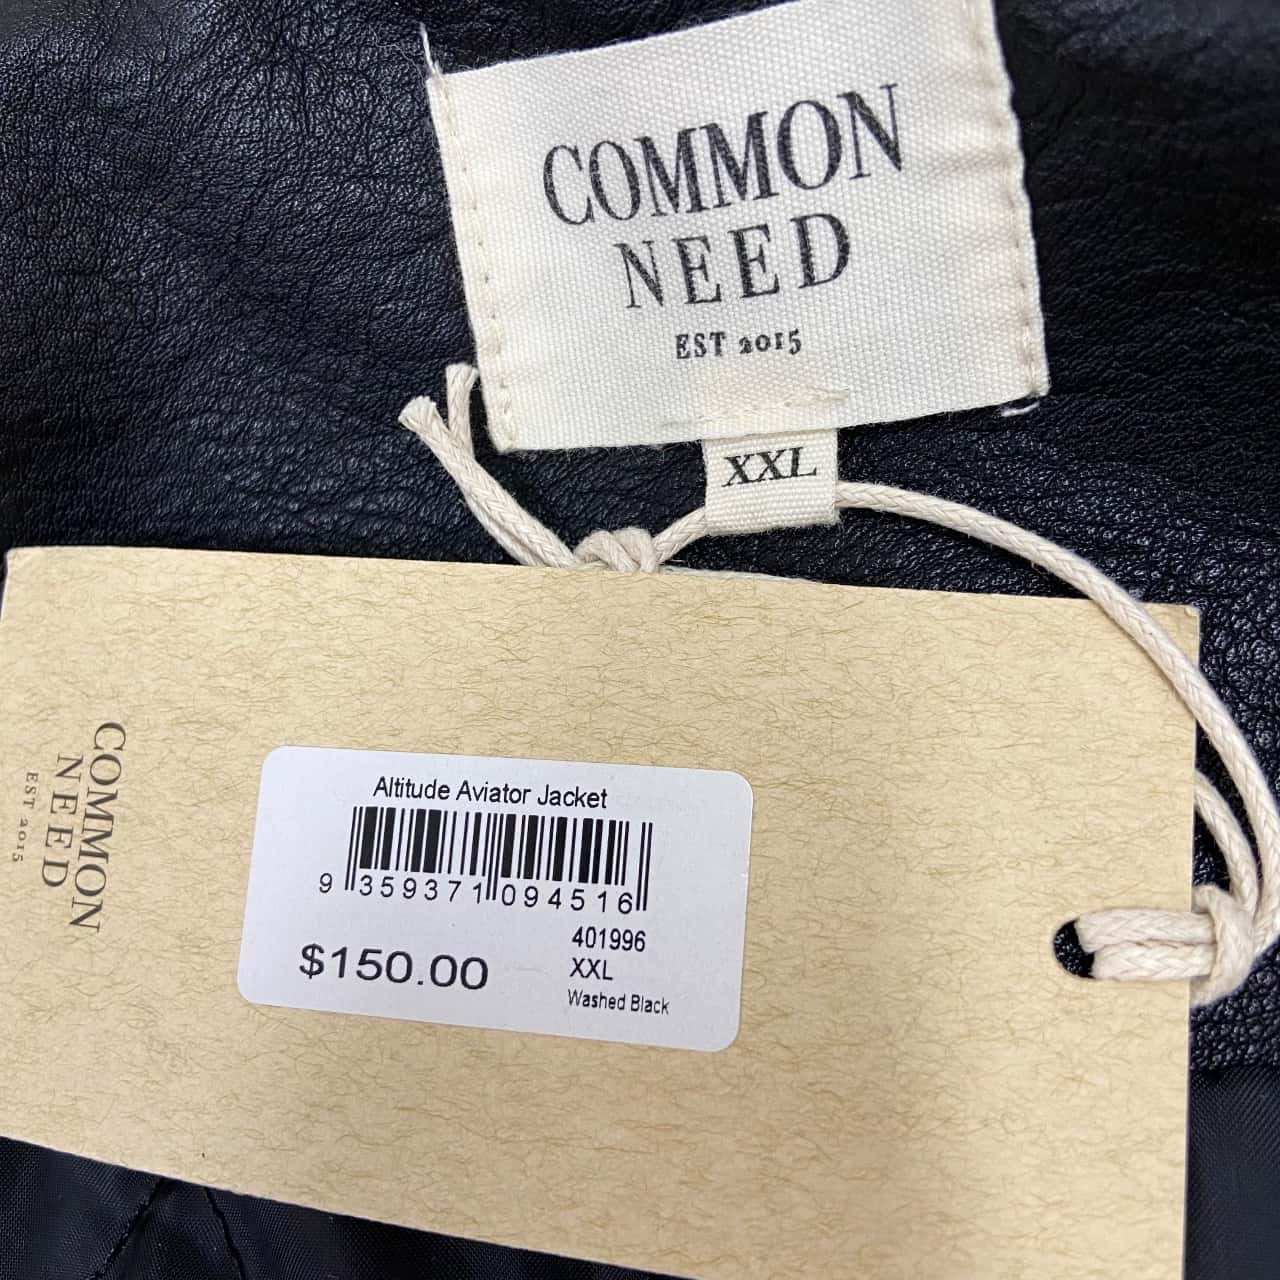 COMMON
NEED
EST 2015
XXL
COMMON
NEED
EST 2015
Altitude Aviator Jacket
9 359371 094516
$150.00
401996
XXL
Washed Black